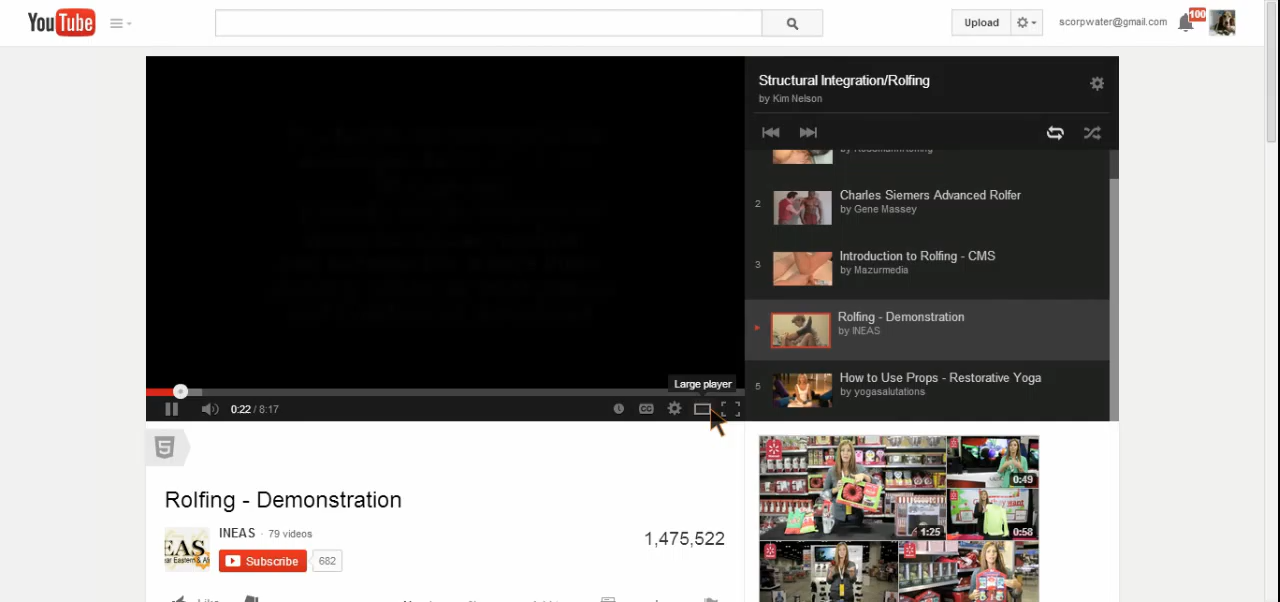 YouTube
Upload
scorpwater@gmail.com
100
Structural Integration/Rolfing
by Kim Nelson
2
Charles Siemers Advanced Rolfer
by Gene Massey
3
Introduction to Rolfing - CMS
by Mazurmedia
Rolfing - Demonstration
by INEAS
5
How to Use Props - Restorative Yoga
by yogasalutations
Large player
0:22 / 8:17
CC
5
Rolfing - Demonstration
EAS
INEAS · 79 videos
Subscribe
682
1,475,522
0:49
1:25
0:58